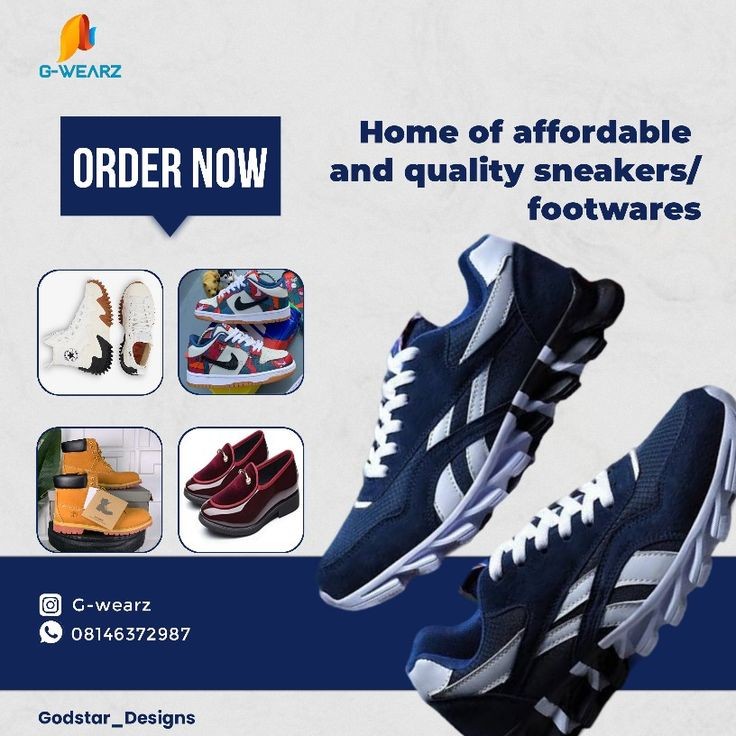 G-WEARZ
ORDER NOW
Home of affordable
and quality sneakers/
footwares
G-wearz
08146372987
Godstar_Designs